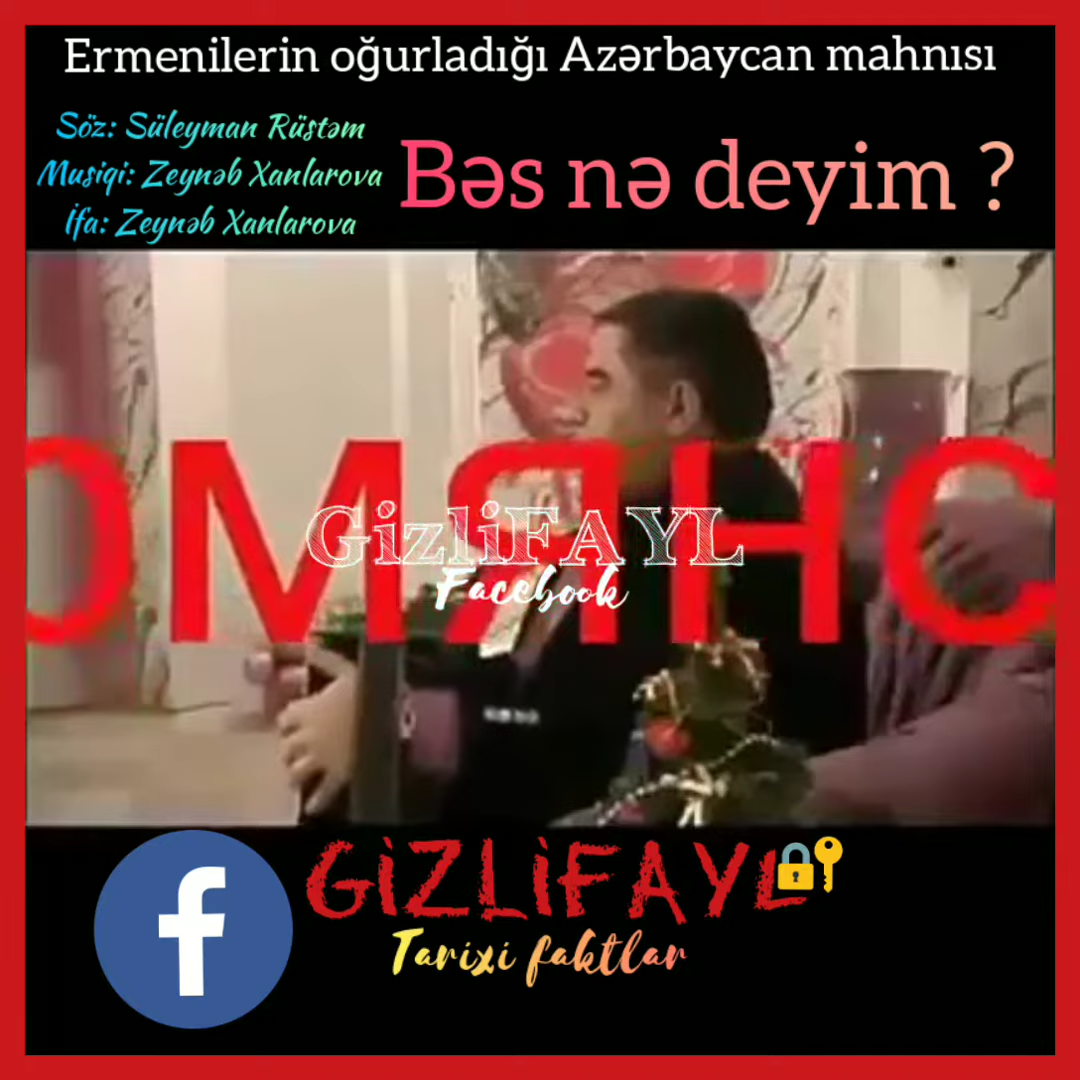 Ermenilerin oğurladığı Azərbaycan mahnısı
Söz: Süleyman Rüstəm
Musiqi: Zeynəb Xanlarova
İfa: Zeynəb Xanlarova
Bəs nə deyim ?
ОМЯНС
GizliFAYL
Facebook
f
GİZLİFAYL
Tarixi faktlar